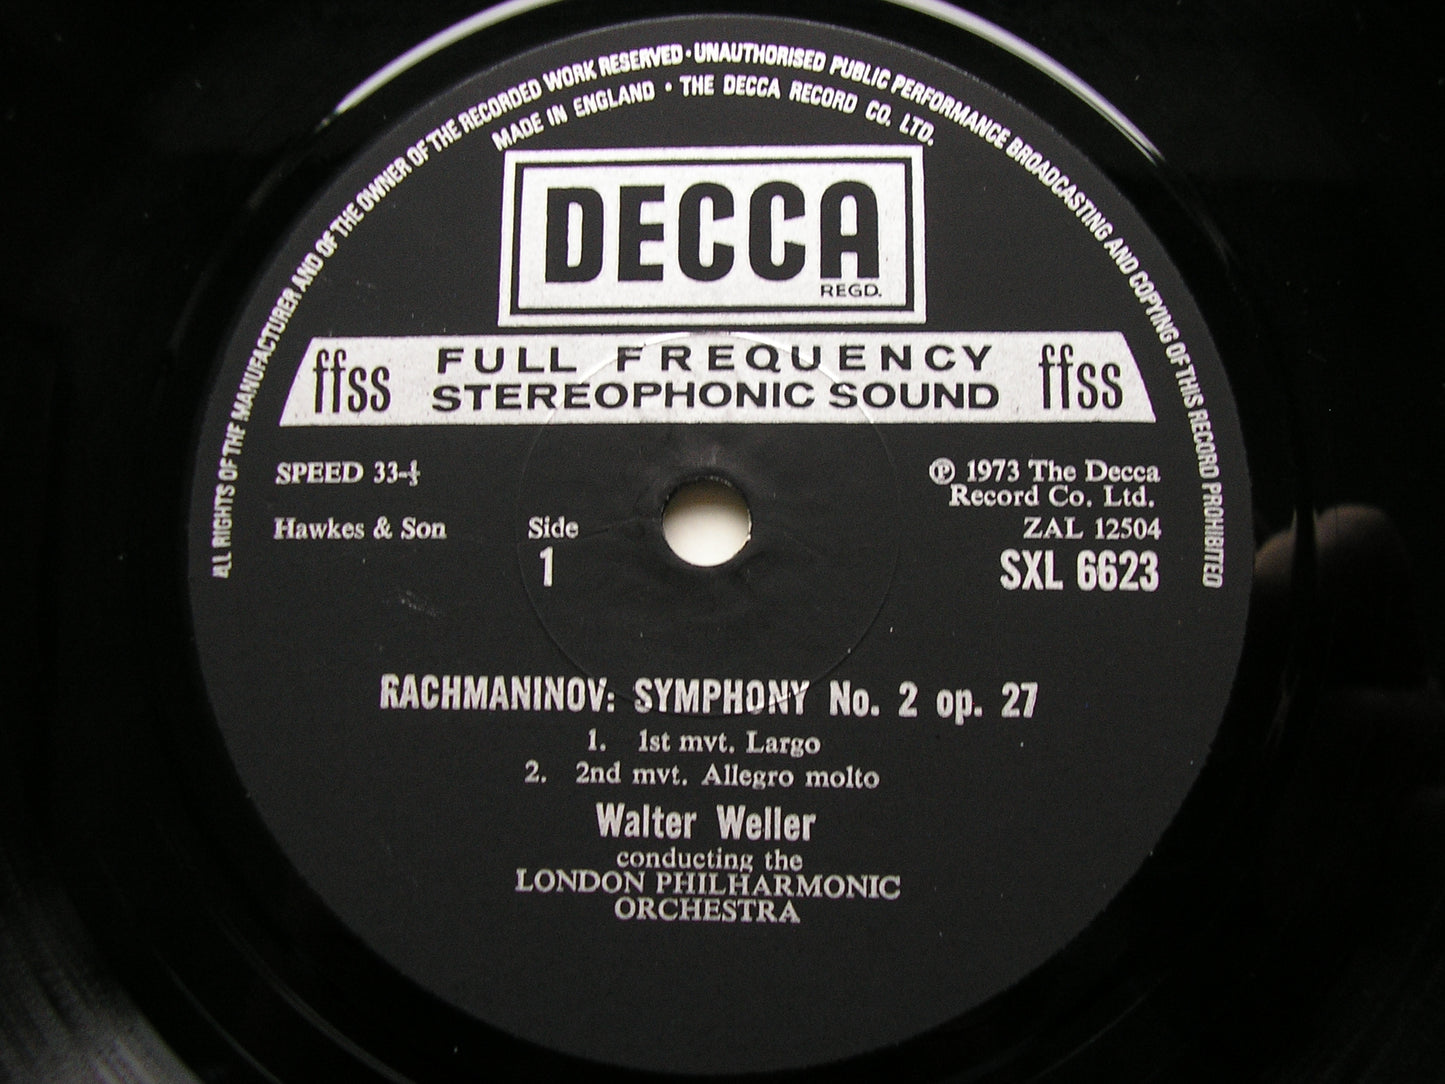 ALL RIGHTS OF THE MANUFACTURER AND OF THE OWNER OF THE RECORDED WORK RESERVED · UNAUTHORISED PUBLIC PERFORMANCE BROADCASTING AND COPYING OF THIS RECORD PROHIBITED
MADE IN ENGLAND · THE DECCA RECORD CO. LTD.
DECCA
REGD.
ffss FULL FREQUENCY ffss
STEREOPHONIC SOUND
SPEED 33-⅓
℗ 1973 The Decca
Record Co. Ltd.
Hawkes & Son Side ZAL 12504
1 SXL 6623
RACHMANINOV: SYMPHONY No. 2 op. 27
1. 1st mvt. Largo
2. 2nd mvt. Allegro molto
Walter Weller
conducting the
LONDON PHILHARMONIC
ORCHESTRA